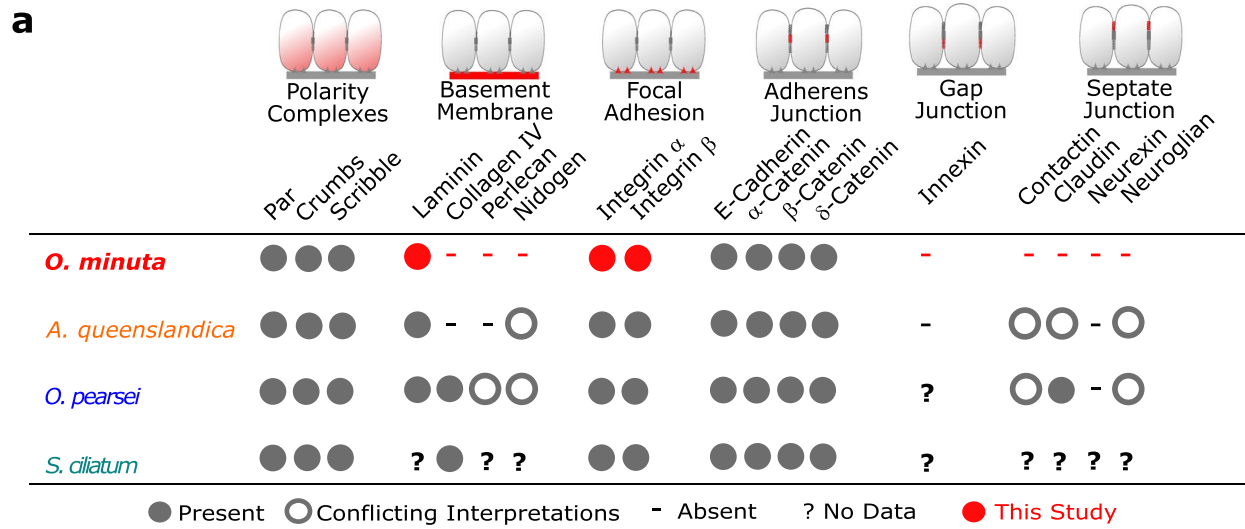 a
Polarity
Complexes
Basement
Membrane
Focal
Adhesion
Adherens
Junction
Gap
Junction
Septate
Junction
Par
Crumbs
Scribble
Laminin
Collagen IV
Perlecan
Nidogen
Integrin α
Integrin β
E-Cadherin
α-Catenin
β-Catenin
δ-Catenin
Innexin
Contactin
Claudin
Neurexin
Neuroglian
O. minuta - - - - - - - -
A. queenslandica - - - -
O. pearsei ? -
S. ciliatum ? ? ? ? ? ? ? ?
Present Conflicting Interpretations - Absent ? No Data This Study